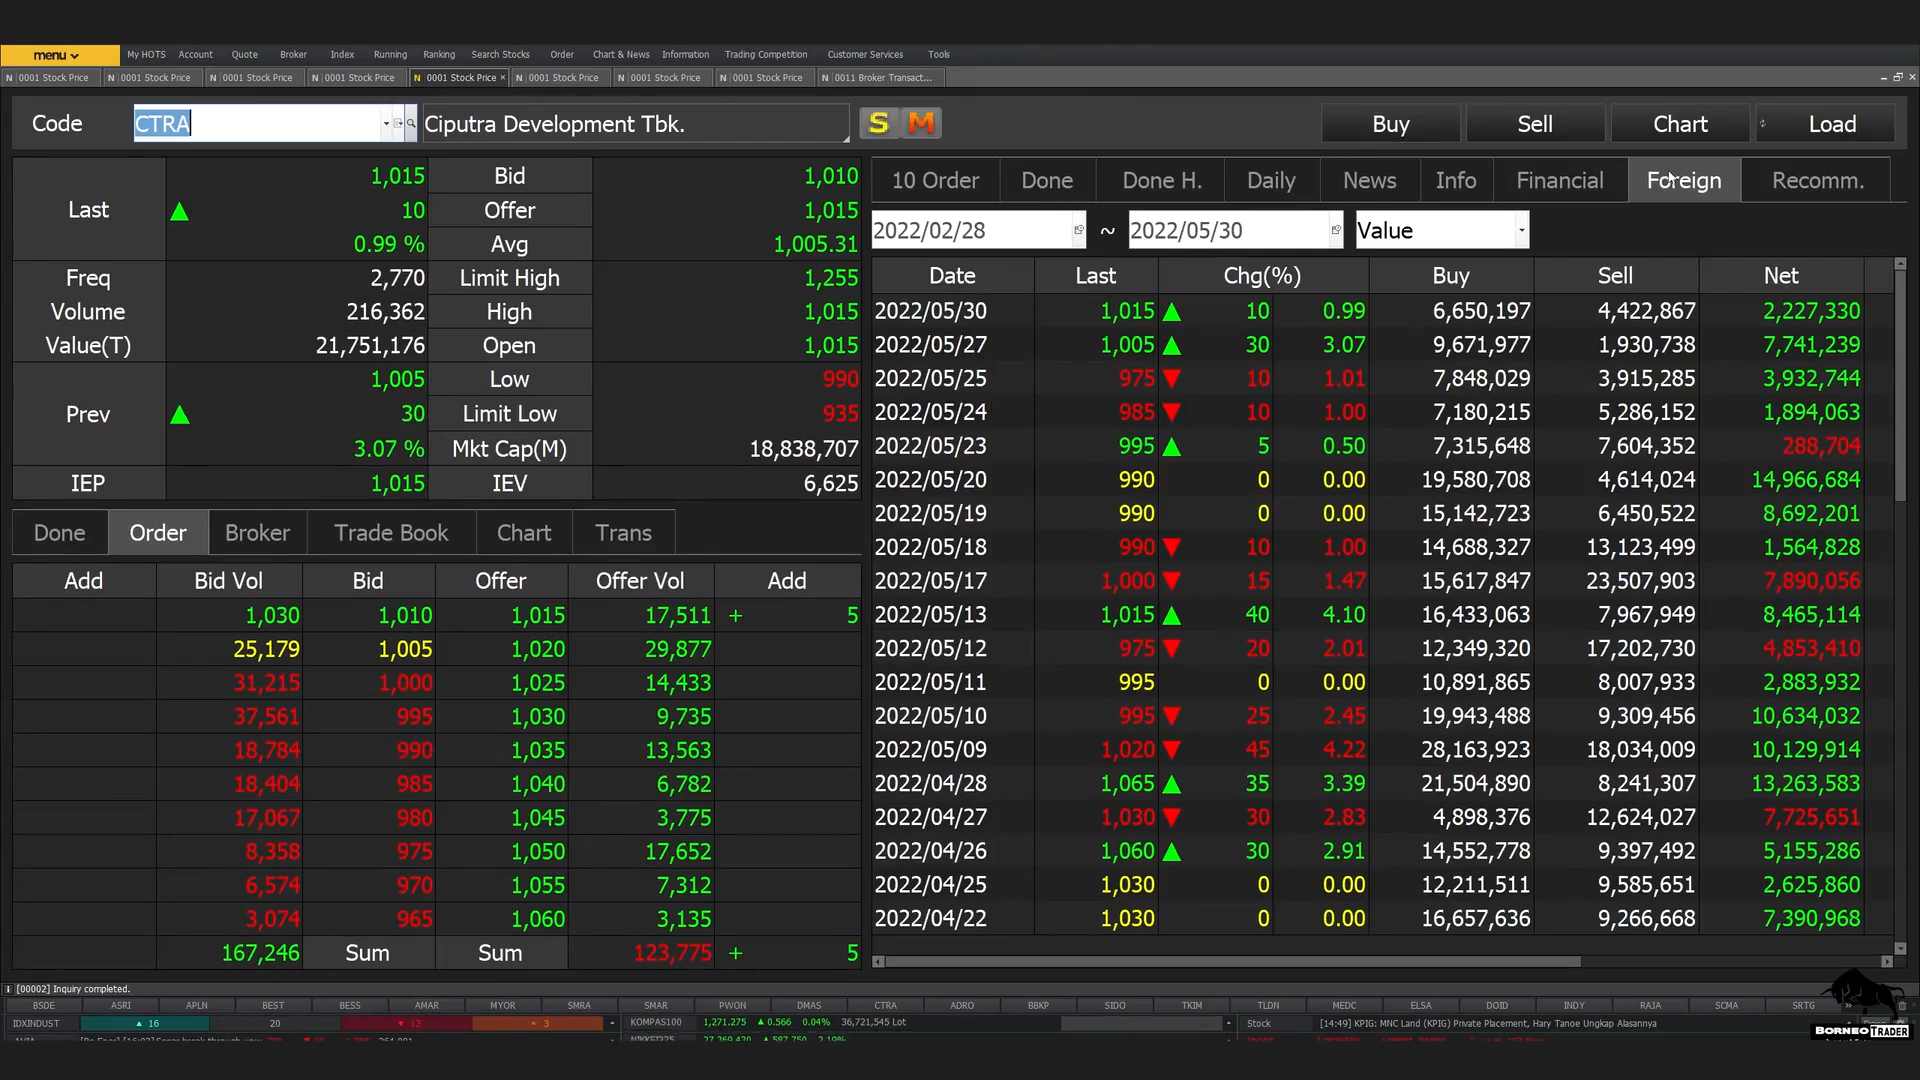 menu My HOTS Account Quote Broker Index Running Ranking Search Stocks Order Chart & News Information Trading Competition Customer Services Tools
N 0001 Stock Price N 0001 Stock Price N 0001 Stock Price N 0001 Stock Price N 0001 Stock Price × N 0001 Stock Price N 0001 Stock Price N 0001 Stock Price N 0011 Broker Transact...
Code CTRA Ciputra Development Tbk. S M Buy Sell Chart Load
Last 1,015 Bid 1,010
▲ 10 Offer 1,015
0.99 % Avg 1,005.31
Freq 2,770 Limit High 1,255
Volume 216,362 High 1,015
Value(T) 21,751,176 Open 1,015
Prev 1,005 Low 990
▲ 30 Limit Low 935
3.07 % Mkt Cap(M) 18,838,707
IEP 1,015 IEV 6,625
Done Order Broker Trade Book Chart Trans
Add Bid Vol Bid Offer Offer Vol Add
1,030 1,010 1,015 17,511 + 5
25,179 1,005 1,020 29,877
31,215 1,000 1,025 14,433
37,561 995 1,030 9,735
18,784 990 1,035 13,563
18,404 985 1,040 6,782
17,067 980 1,045 3,775
8,358 975 1,050 17,652
6,574 970 1,055 7,312
3,074 965 1,060 3,135
167,246 Sum Sum 123,775 + 5
10 Order Done Done H. Daily News Info Financial Foreign Recomm.
2022/02/28 ~ 2022/05/30 Value
Date Last Chg(%) Buy Sell Net
2022/05/30 1,015 ▲ 10 0.99 6,650,197 4,422,867 2,227,330
2022/05/27 1,005 ▲ 30 3.07 9,671,977 1,930,738 7,741,239
2022/05/25 975 ▼ 10 1.01 7,848,029 3,915,285 3,932,744
2022/05/24 985 ▼ 10 1.00 7,180,215 5,286,152 1,894,063
2022/05/23 995 ▲ 5 0.50 7,315,648 7,604,352 288,704
2022/05/20 990 0 0.00 19,580,708 4,614,024 14,966,684
2022/05/19 990 0 0.00 15,142,723 6,450,522 8,692,201
2022/05/18 990 ▼ 10 1.00 14,688,327 13,123,499 1,564,828
2022/05/17 1,000 ▼ 15 1.47 15,617,847 23,507,903 7,890,056
2022/05/13 1,015 ▲ 40 4.10 16,433,063 7,967,949 8,465,114
2022/05/12 975 ▼ 20 2.01 12,349,320 17,202,730 4,853,410
2022/05/11 995 0 0.00 10,891,865 8,007,933 2,883,932
2022/05/10 995 ▼ 25 2.45 19,943,488 9,309,456 10,634,032
2022/05/09 1,020 ▼ 45 4.22 28,163,923 18,034,009 10,129,914
2022/04/28 1,065 ▲ 35 3.39 21,504,890 8,241,307 13,263,583
2022/04/27 1,030 ▼ 30 2.83 4,898,376 12,624,027 7,725,651
2022/04/26 1,060 ▲ 30 2.91 14,552,778 9,397,492 5,155,286
2022/04/25 1,030 0 0.00 12,211,511 9,585,651 2,625,860
2022/04/22 1,030 0 0.00 16,657,636 9,266,668 7,390,968
[00002] Inquiry completed.
BSDE ASRI APLN BEST BESS AMAR MYOR SMRA SMAR PWON DMAS CTRA ADRO BBKP SIDO TKIM TLDN MEDC ELSA DOID INDY RAJA SCMA SRTG
IDXINDUST ▲ 16 20 ▼ 13 3 KOMPAS100 1,271.275 ▲ 0.566 0.04% 36,721,545 Lot Stock [14:49] KPIG: MNC Land (KPIG) Private Placement, Hary Tanoe Ungkap Alasannya
BORNEO TRADER